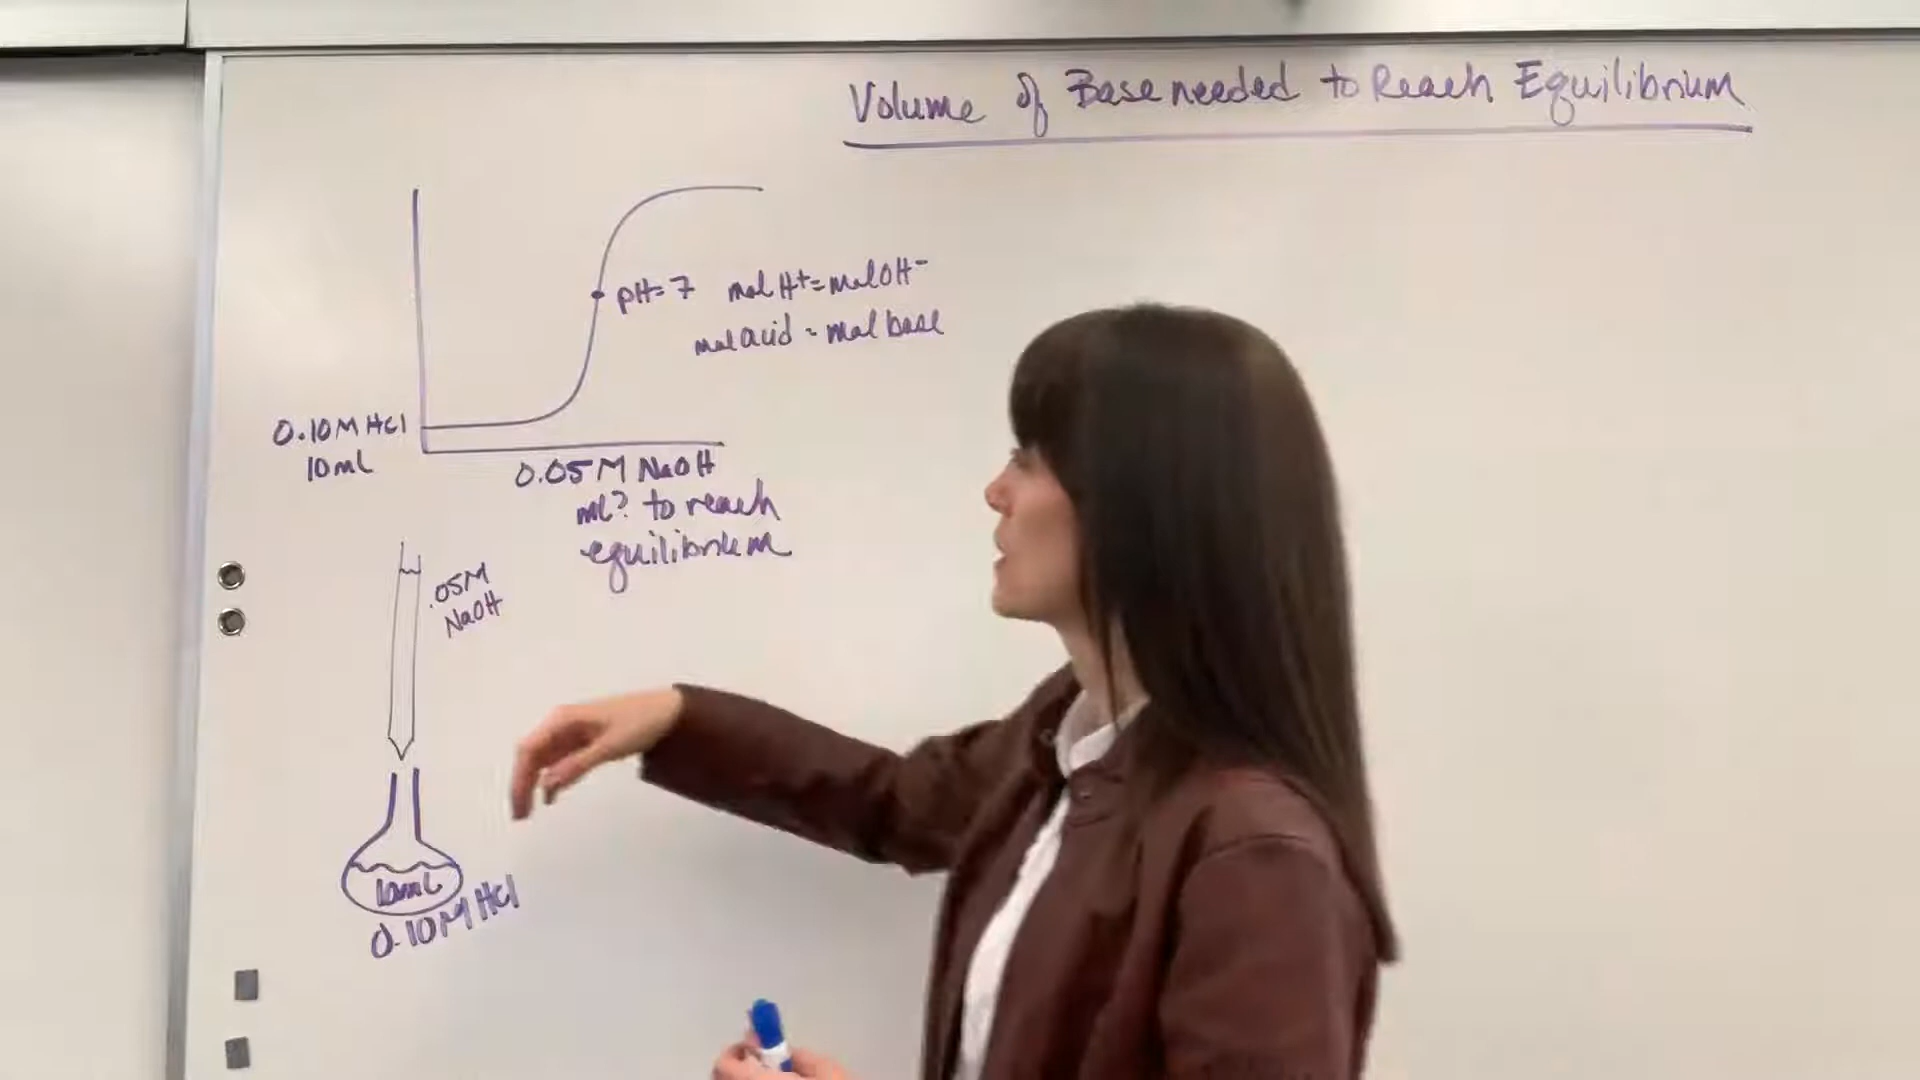 Volume of Base needed to Reach Equilibrium
pH=7 mol H⁺=mol OH⁻
mol acid = mol base
0.10M HCl
10mL
0.05M NaOH
mL? to reach
equilibrium
.05M
NaOH
10mL
0.10M HCl